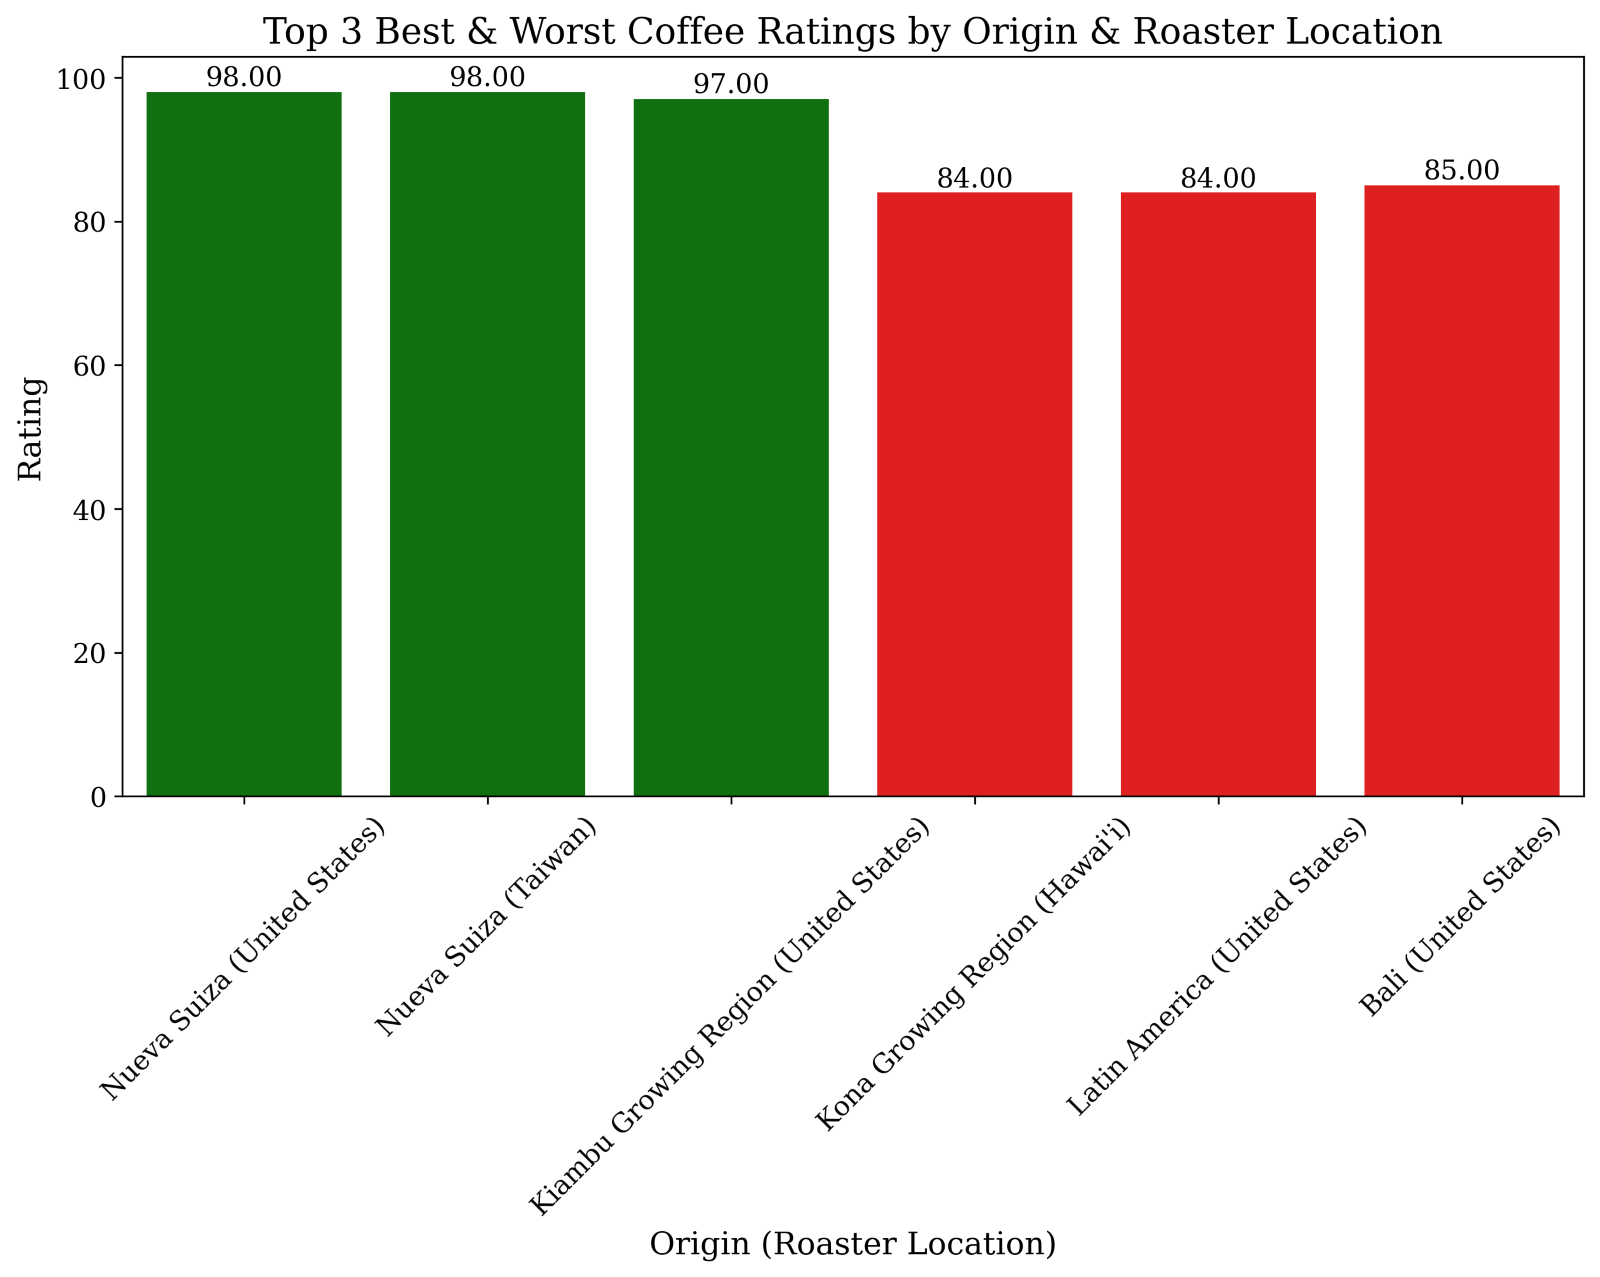 Top 3 Best & Worst Coffee Ratings by Origin & Roaster Location
98.00
98.00
97.00
84.00
84.00
85.00
100
80
60
40
20
0
Rating
Nueva Suiza (United States)
Nueva Suiza (Taiwan)
Kiambu Growing Region (United States)
Kona Growing Region (Hawai'i)
Latin America (United States)
Bali (United States)
Origin (Roaster Location)